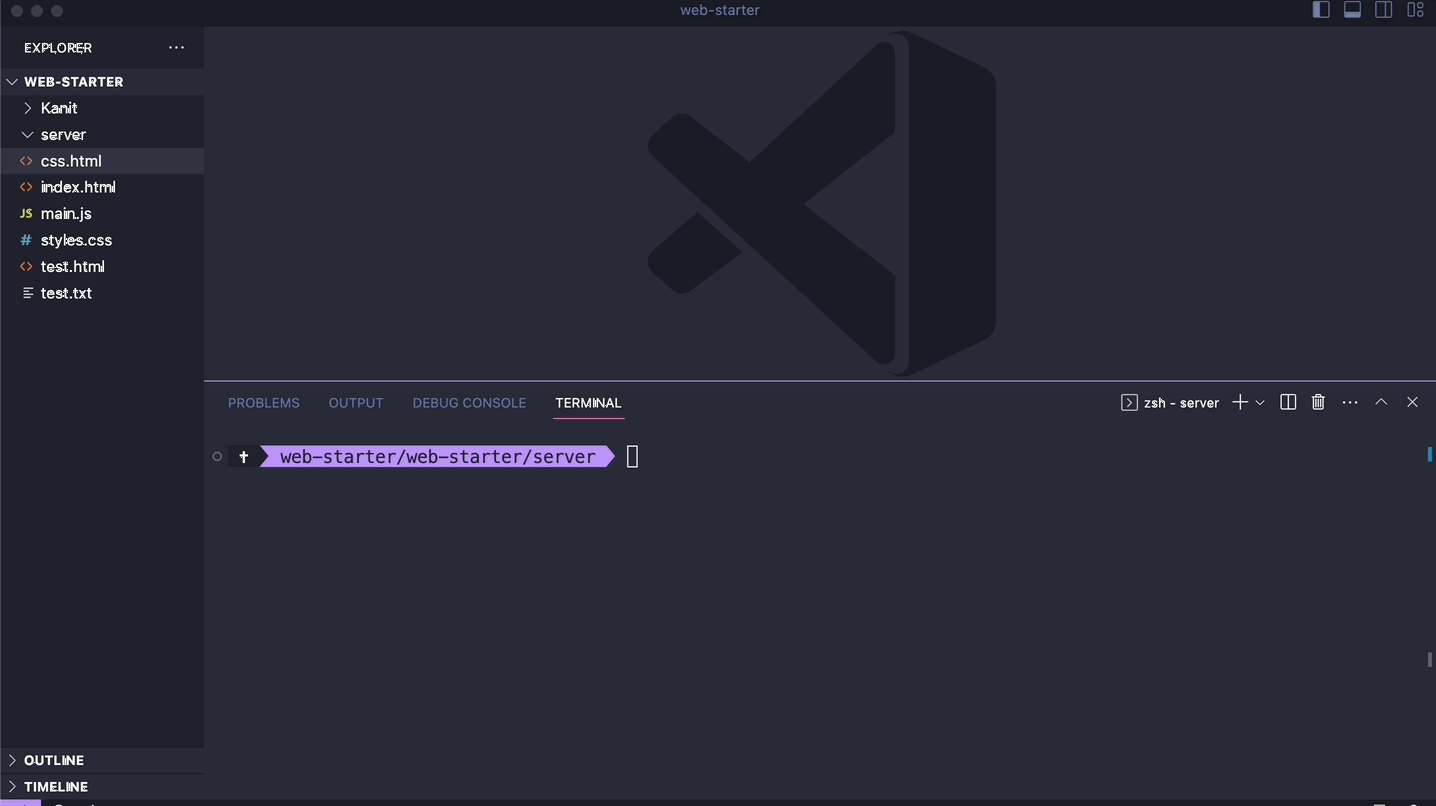 web-starter
EXPLORER ...
WEB-STARTER
Kanit
server
css.html
index.html
JS main.js
# styles.css
test.html
test.txt
PROBLEMS OUTPUT DEBUG CONSOLE TERMINAL zsh - server
web-starter/web-starter/server
OUTLINE
TIMELINE